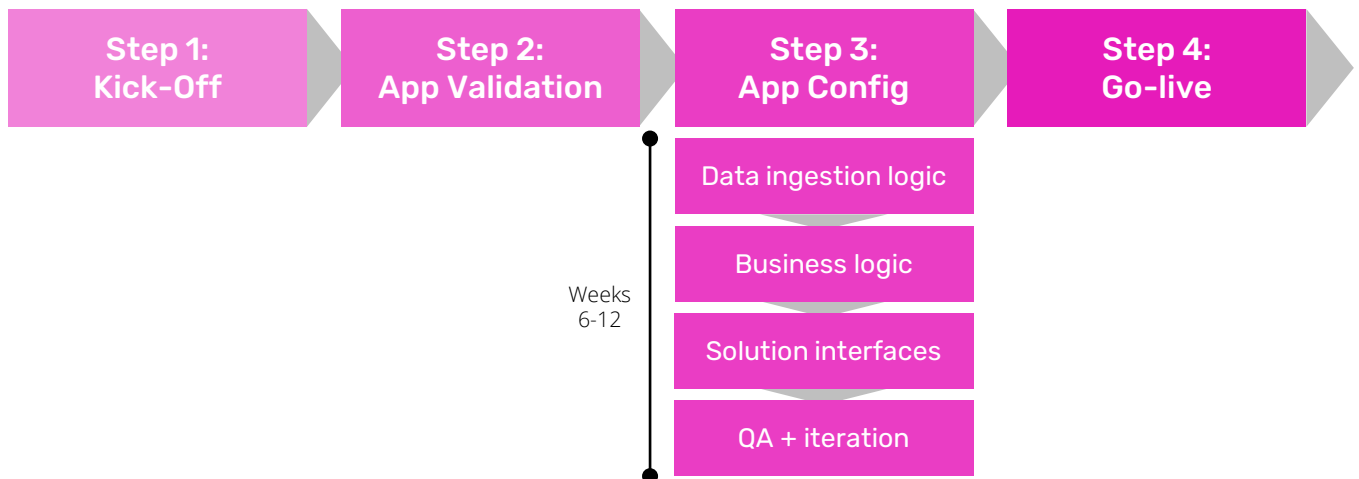 Step 1:
Kick-Off
Step 2:
App Validation
Step 3:
App Config
Step 4:
Go-live
Data ingestion logic
Business logic
Weeks
6-12
Solution interfaces
QA + iteration